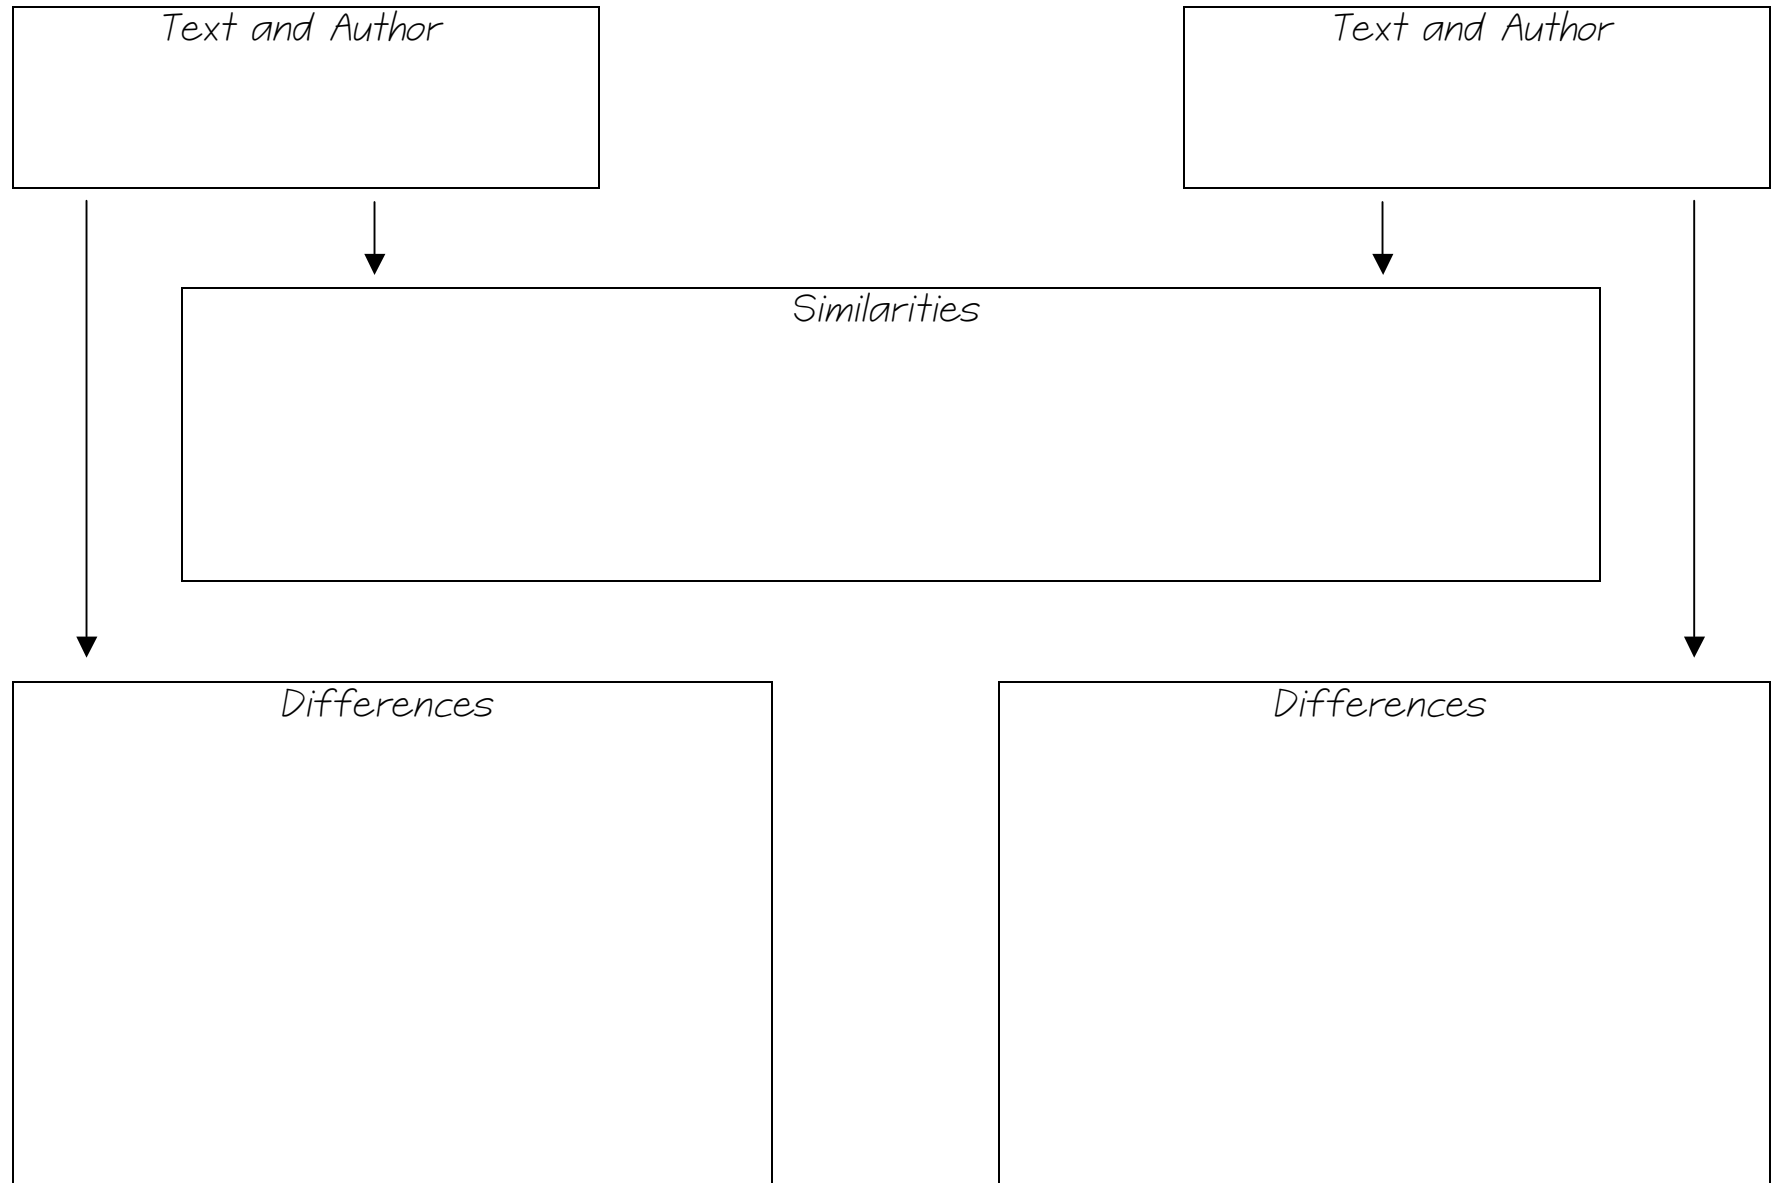 Text and Author
Text and Author
Similarities
Differences
Differences